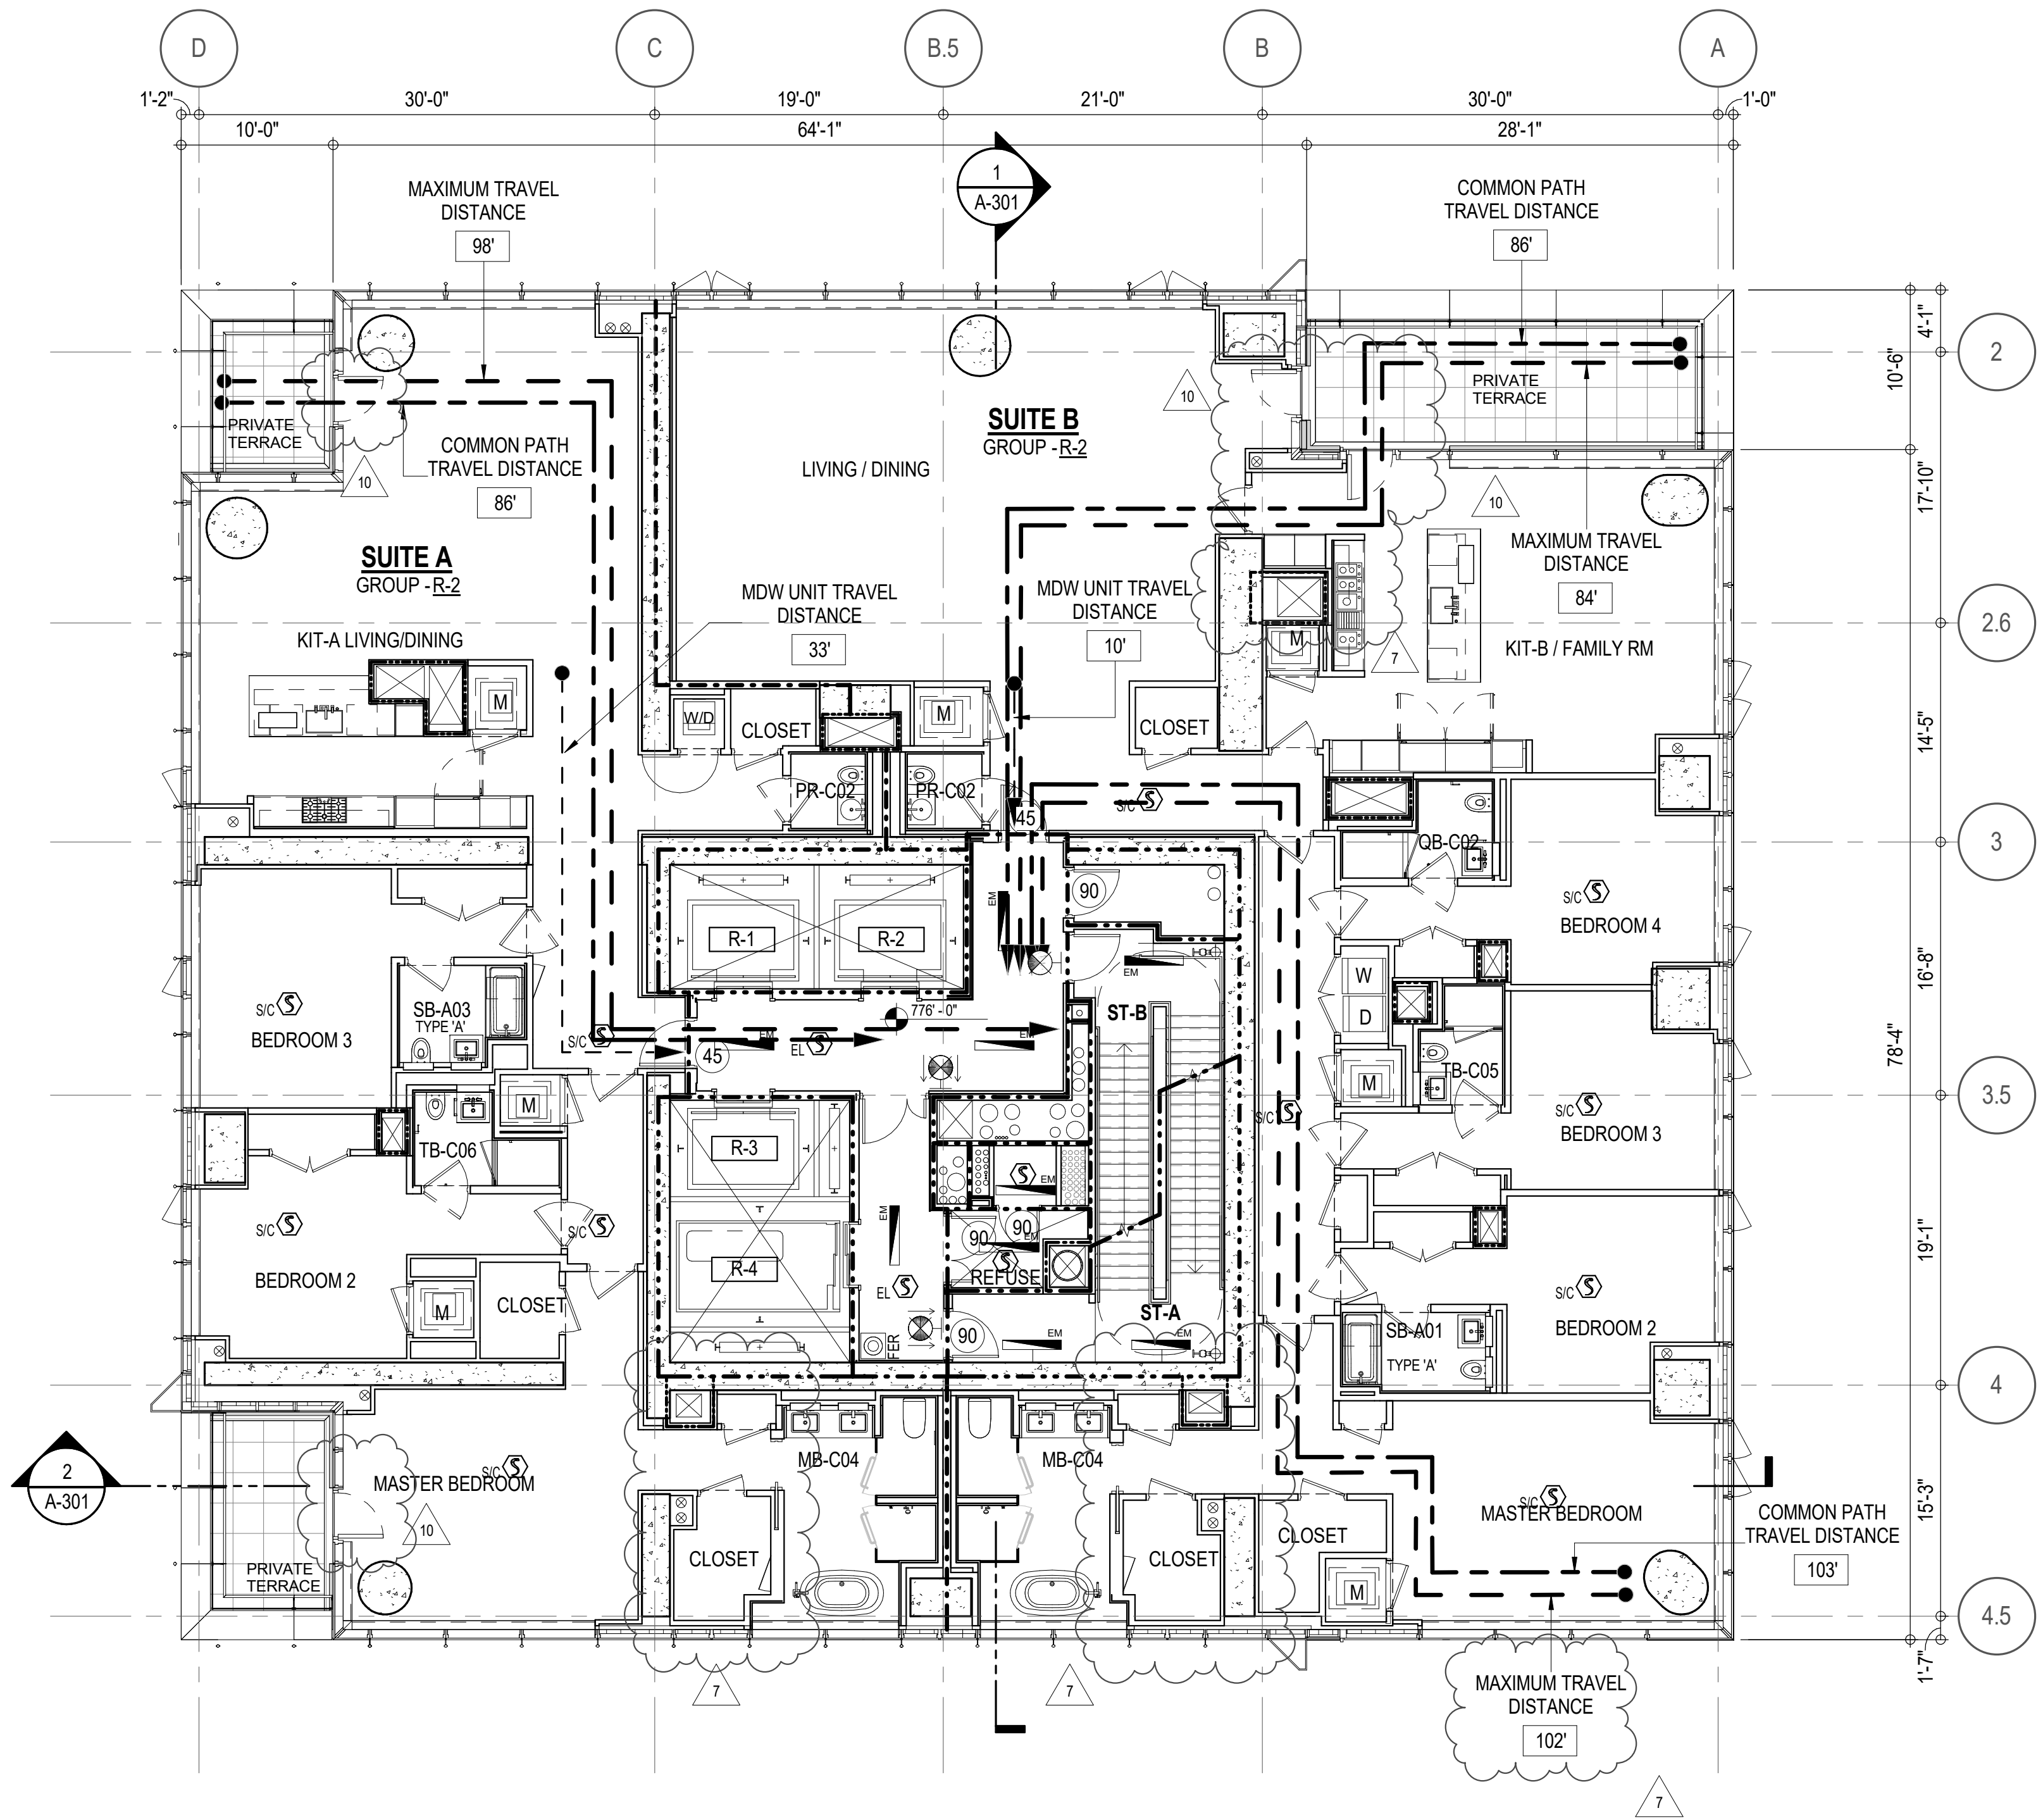 D
C
B.5
B
A
1'-2"
30'-0"
19'-0"
21'-0"
30'-0"
1'-0"
10'-0"
64'-1"
28'-1"
1
A-301
MAXIMUM TRAVEL
DISTANCE
98'
COMMON PATH
TRAVEL DISTANCE
86'
4'-1"
10'-6"
2
PRIVATE
TERRACE
10
COMMON PATH
TRAVEL DISTANCE
86'
SUITE B
GROUP -R-2
LIVING / DINING
10
PRIVATE
TERRACE
10
17'-10"
SUITE A
GROUP -R-2
MAXIMUM TRAVEL
DISTANCE
84'
MDW UNIT TRAVEL
DISTANCE
33'
MDW UNIT TRAVEL
DISTANCE
10'
KIT-A LIVING/DINING
KIT-B / FAMILY RM
2.6
M
M
7
W/D
CLOSET
M
CLOSET
14'-5"
PR-C02
PR-C02
45
S/C S
QB-C02
3
EM
90
S/C S
BEDROOM 4
R-1
R-2
EM
W
D
16'-8"
S/C S
BEDROOM 3
SB-A03
TYPE 'A'
776' - 0"
ST-B
S/C S
45
EM
EL S
EM
78'-4"
M
TB-C05
M
TB-C06
R-3
S/C S
S/C S
BEDROOM 3
3.5
S EM
S/C S
BEDROOM 2
S/C S
EM
90
90
EM
R-4
S
REFUSE
EL S
19'-1"
S/C S
BEDROOM 2
M
CLOSET
FER
90
EM
ST-A
EM
SB-A01
TYPE 'A'
4
MB-C04
MB-C04
2
A-301
S/C S
MASTER BEDROOM
10
S/C S
MASTER BEDROOM
COMMON PATH
TRAVEL DISTANCE
103'
15'-3"
CLOSET
CLOSET
CLOSET
M
PRIVATE
TERRACE
4.5
1'-7"
7
7
MAXIMUM TRAVEL
DISTANCE
102'
7